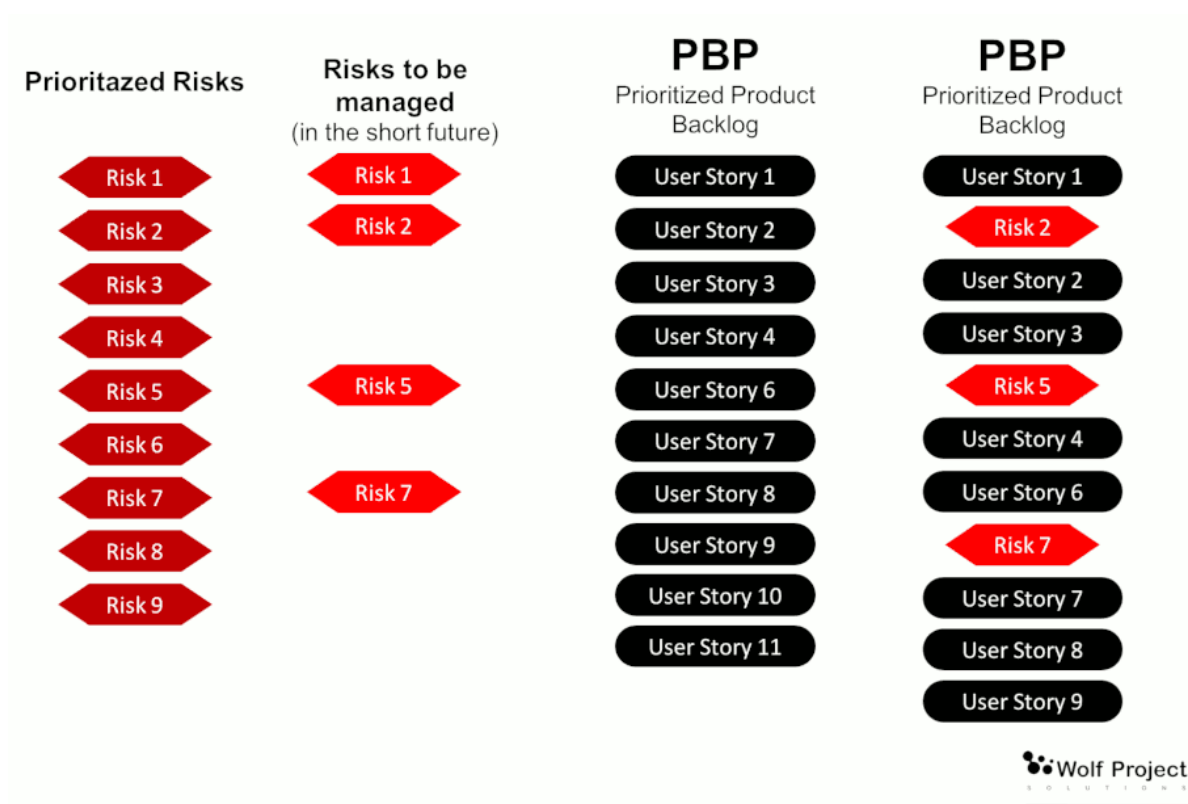 Prioritazed Risks
Risk 1
Risk 2
Risk 3
Risk 4
Risk 5
Risk 6
Risk 7
Risk 8
Risk 9
Risks to be
managed
(in the short future)
Risk 1
Risk 2
Risk 5
Risk 7
PBP
Prioritized Product
Backlog
User Story 1
User Story 2
User Story 3
User Story 4
User Story 6
User Story 7
User Story 8
User Story 9
User Story 10
User Story 11
PBP
Prioritized Product
Backlog
User Story 1
Risk 2
User Story 2
User Story 3
Risk 5
User Story 4
User Story 6
Risk 7
User Story 7
User Story 8
User Story 9
Wolf Project
SOLUTIONS